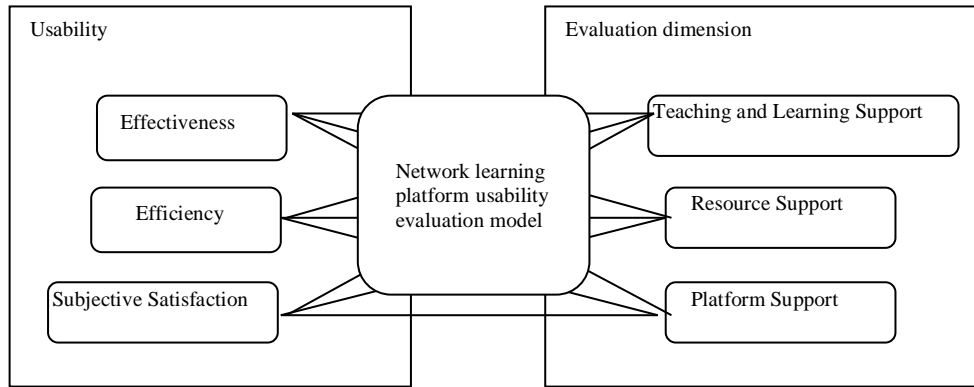 Usability
Evaluation dimension
Effectiveness
Teaching and Learning Support
Network learning
platform usability
evaluation model
Efficiency
Resource Support
Subjective Satisfaction
Platform Support